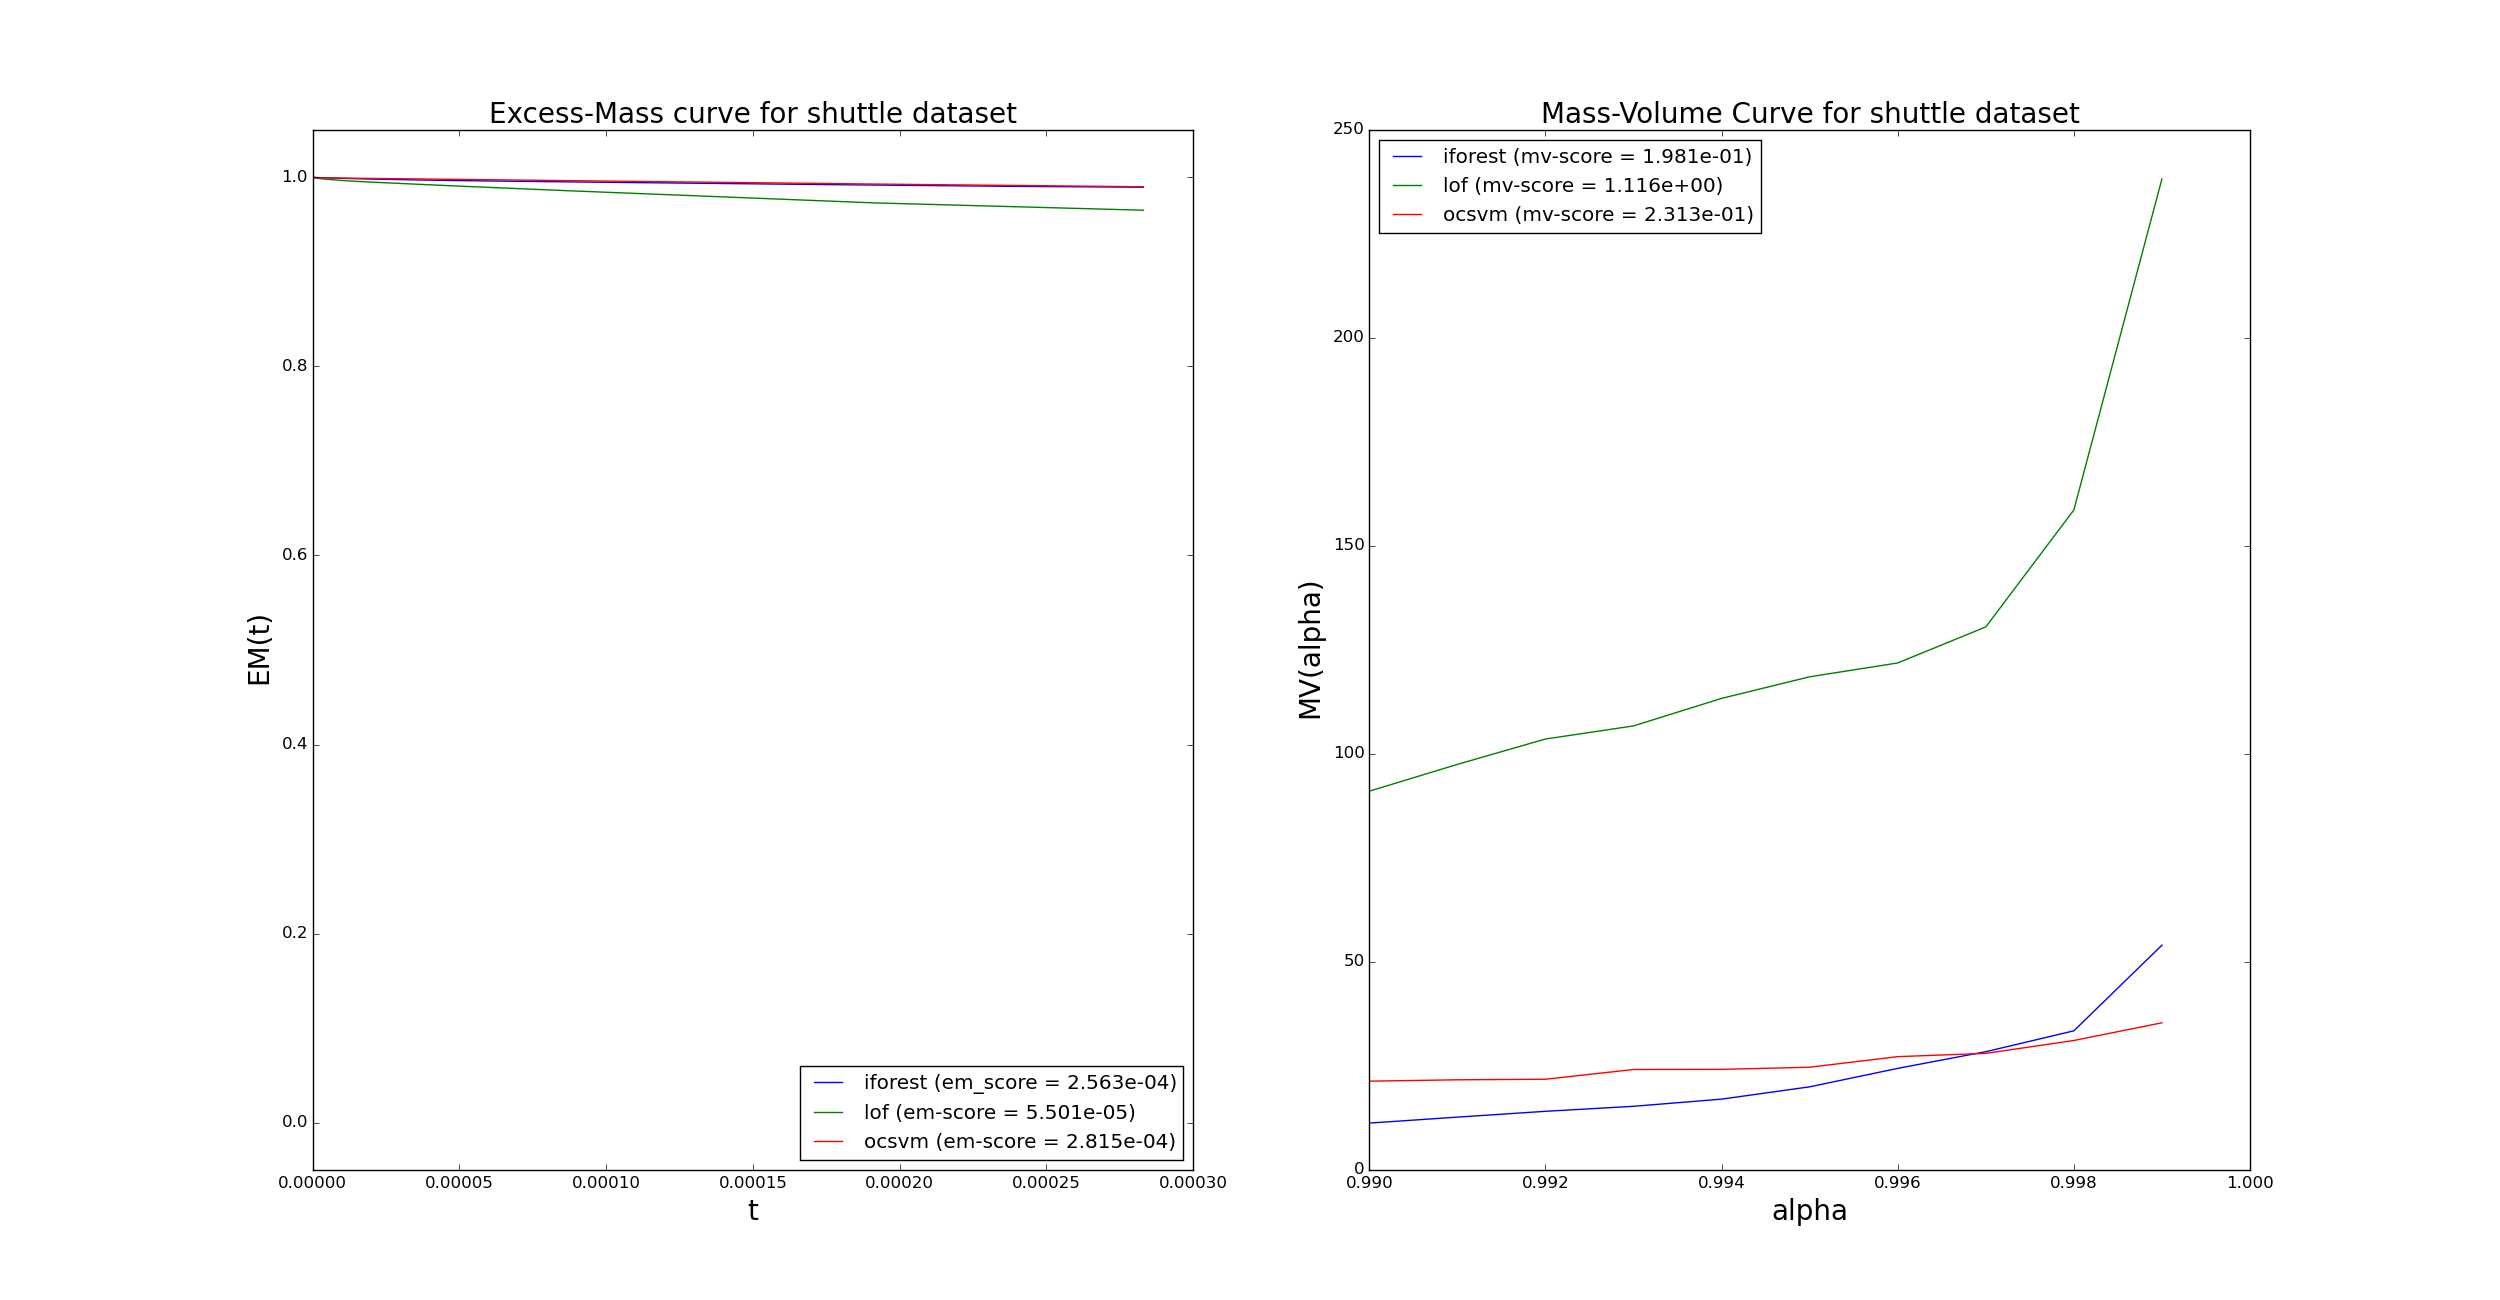 Excess-Mass curve for shuttle dataset
EM(t)
1.0
0.8
0.6
0.4
0.2
0.0
iforest (em_score = 2.563e-04)
lof (em-score = 5.501e-05)
ocsvm (em-score = 2.815e-04)
0.00000 0.00005 0.00010 0.00015 0.00020 0.00025 0.00030
t
Mass-Volume Curve for shuttle dataset
MV(alpha)
250
200
150
100
50
0
iforest (mv-score = 1.981e-01)
lof (mv-score = 1.116e+00)
ocsvm (mv-score = 2.313e-01)
0.990 0.992 0.994 0.996 0.998 1.000
alpha